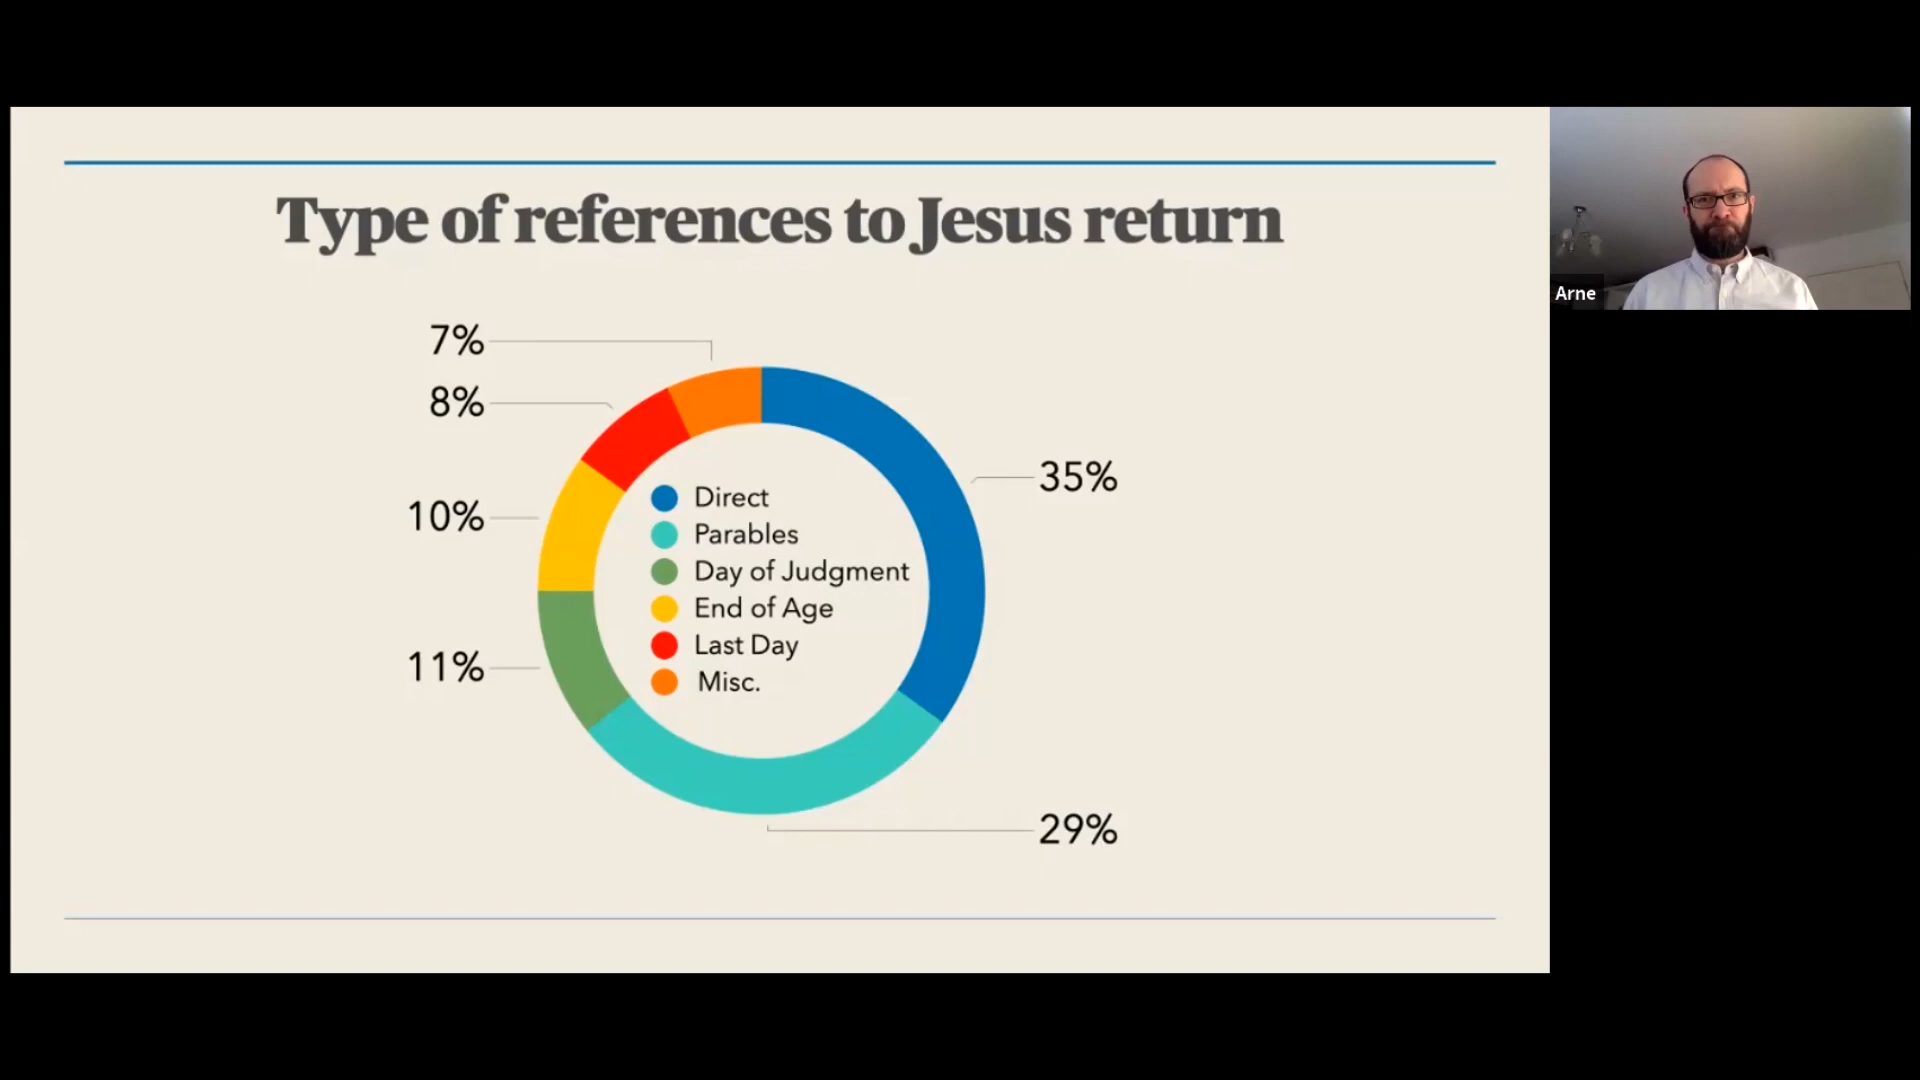 Type of references to Jesus return
7%
8%
10%
11%
35%
29%
Direct
Parables
Day of Judgment
End of Age
Last Day
Misc.
Arne